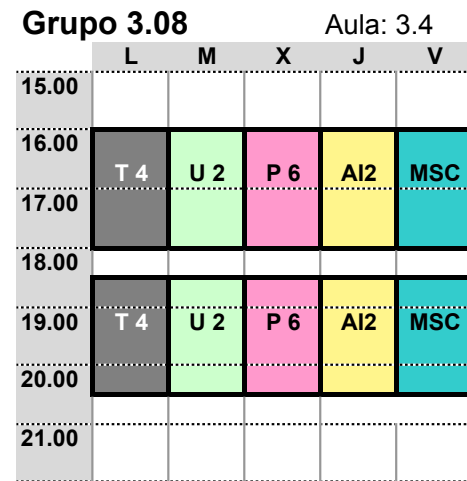 Grupo 3.08 Aula: 3.4
L M X J V
15.00
16.00
T 4 U 2 P 6 AI2 MSC
17.00
18.00
19.00 T 4 U 2 P 6 AI2 MSC
20.00
21.00